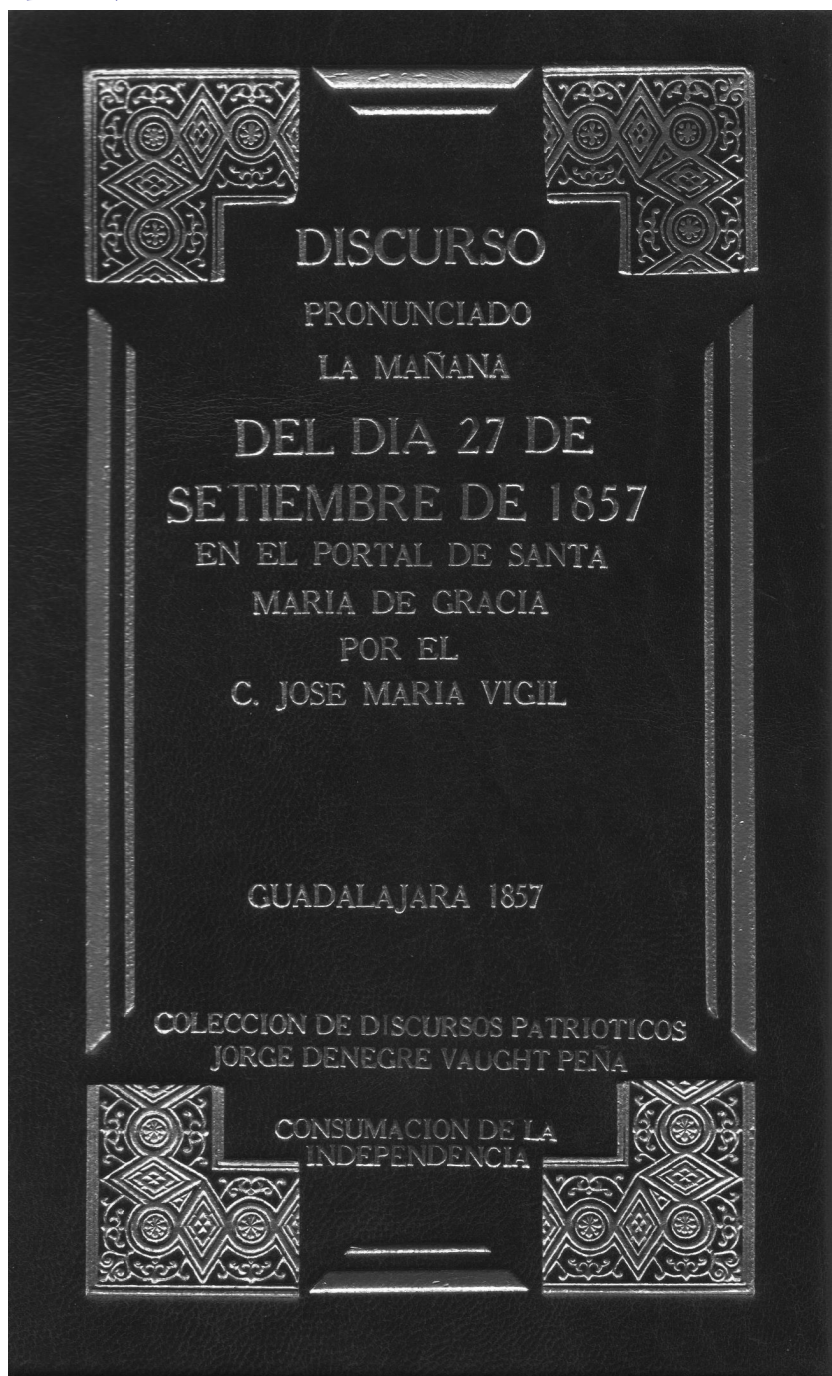 DISCURSO
PRONUNCIADO
LA MAÑANA
DEL DIA 27 DE
SETIEMBRE DE 1857
EN EL PORTAL DE SANTA
MARIA DE GRACIA
POR EL
C. JOSE MARIA VIGIL
GUADALAJARA 1857
COLECCION DE DISCURSOS PATRIOTICOS
JORGE DENEGRE VAUGHT PEÑA
CONSUMACION DE LA
INDEPENDENCIA